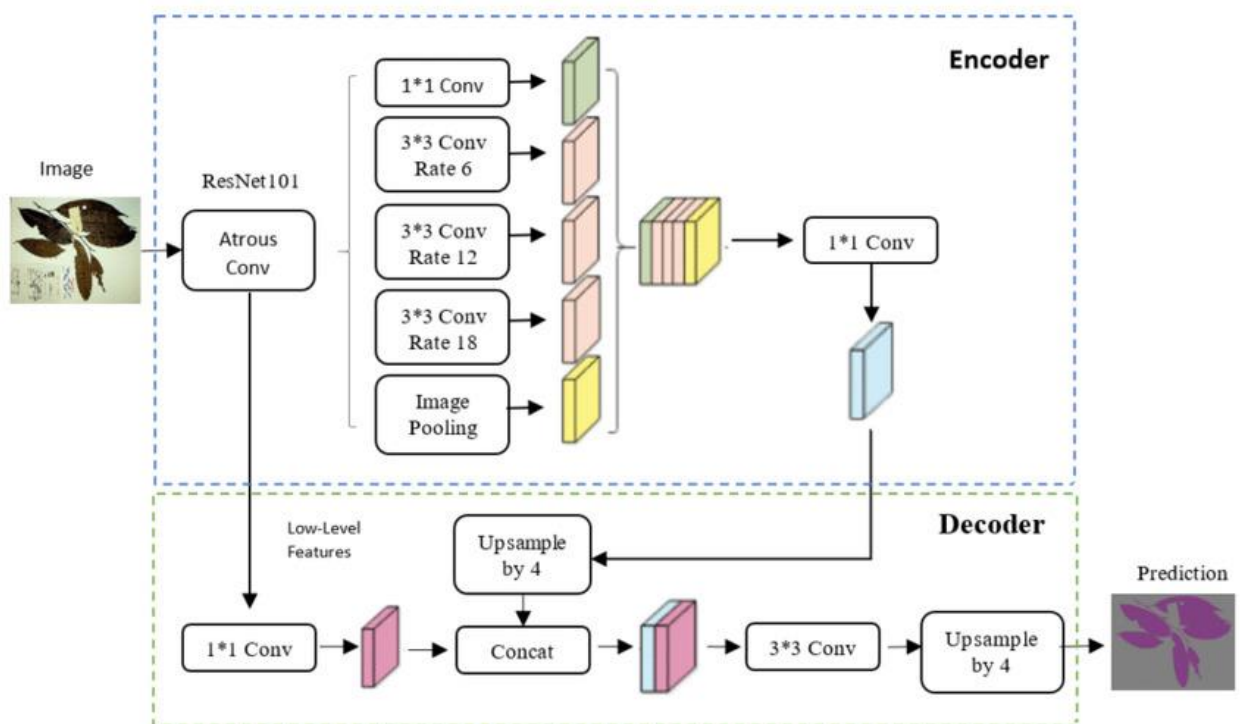 Encoder
1*1 Conv
3*3 Conv
Rate 6
Image
ResNet101
Atrous
Conv
3*3 Conv
Rate 12
1*1 Conv
3*3 Conv
Rate 18
Image
Pooling
Decoder
Low-Level
Features
Upsample
by 4
Prediction
1*1 Conv
Concat
3*3 Conv
Upsample
by 4